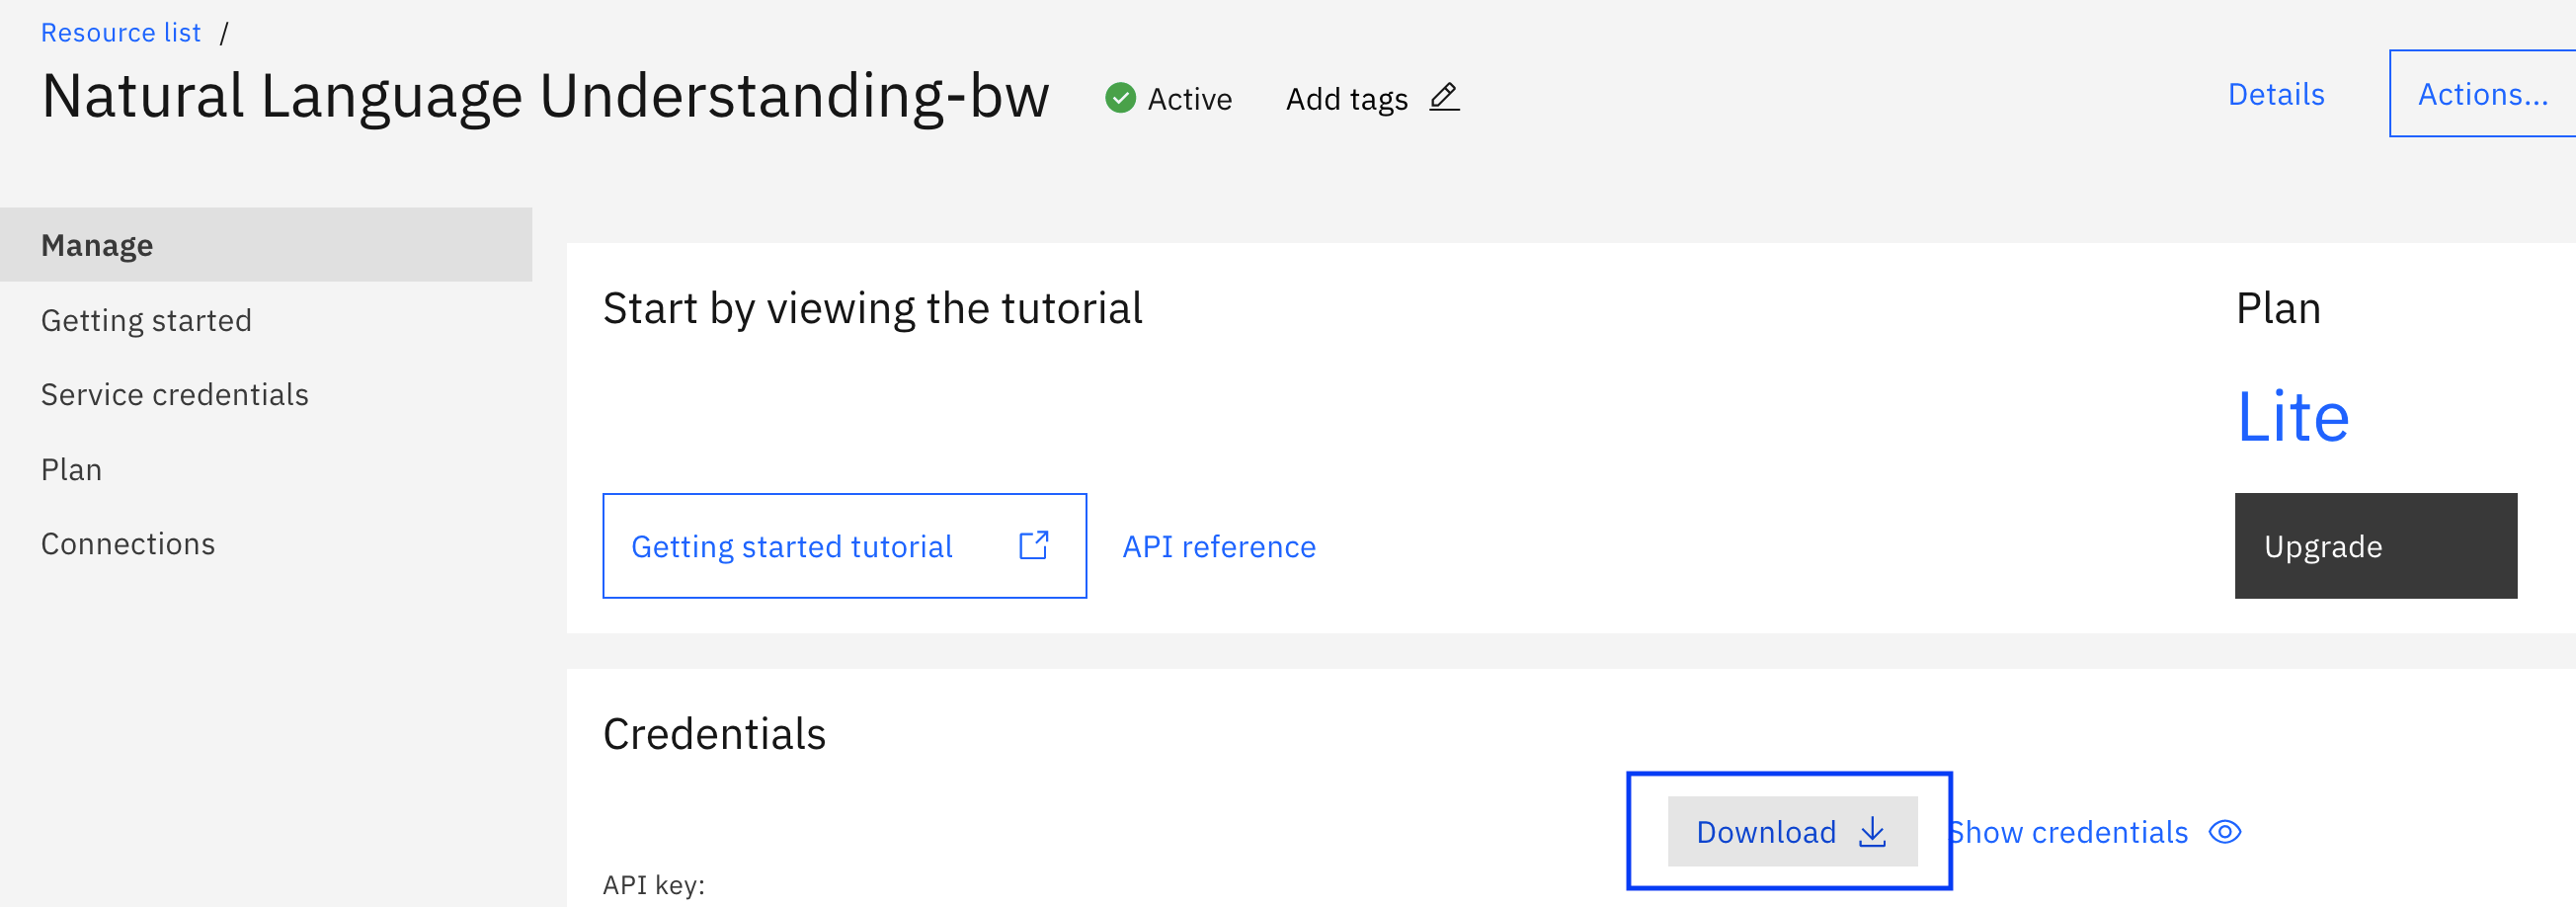 Resource list /
Natural Language Understanding-bw Active Add tags Details Actions...
Manage
Getting started
Service credentials
Plan
Connections
Start by viewing the tutorial
Getting started tutorial API reference
Plan
Lite
Upgrade
Credentials
Download Show credentials
API key: